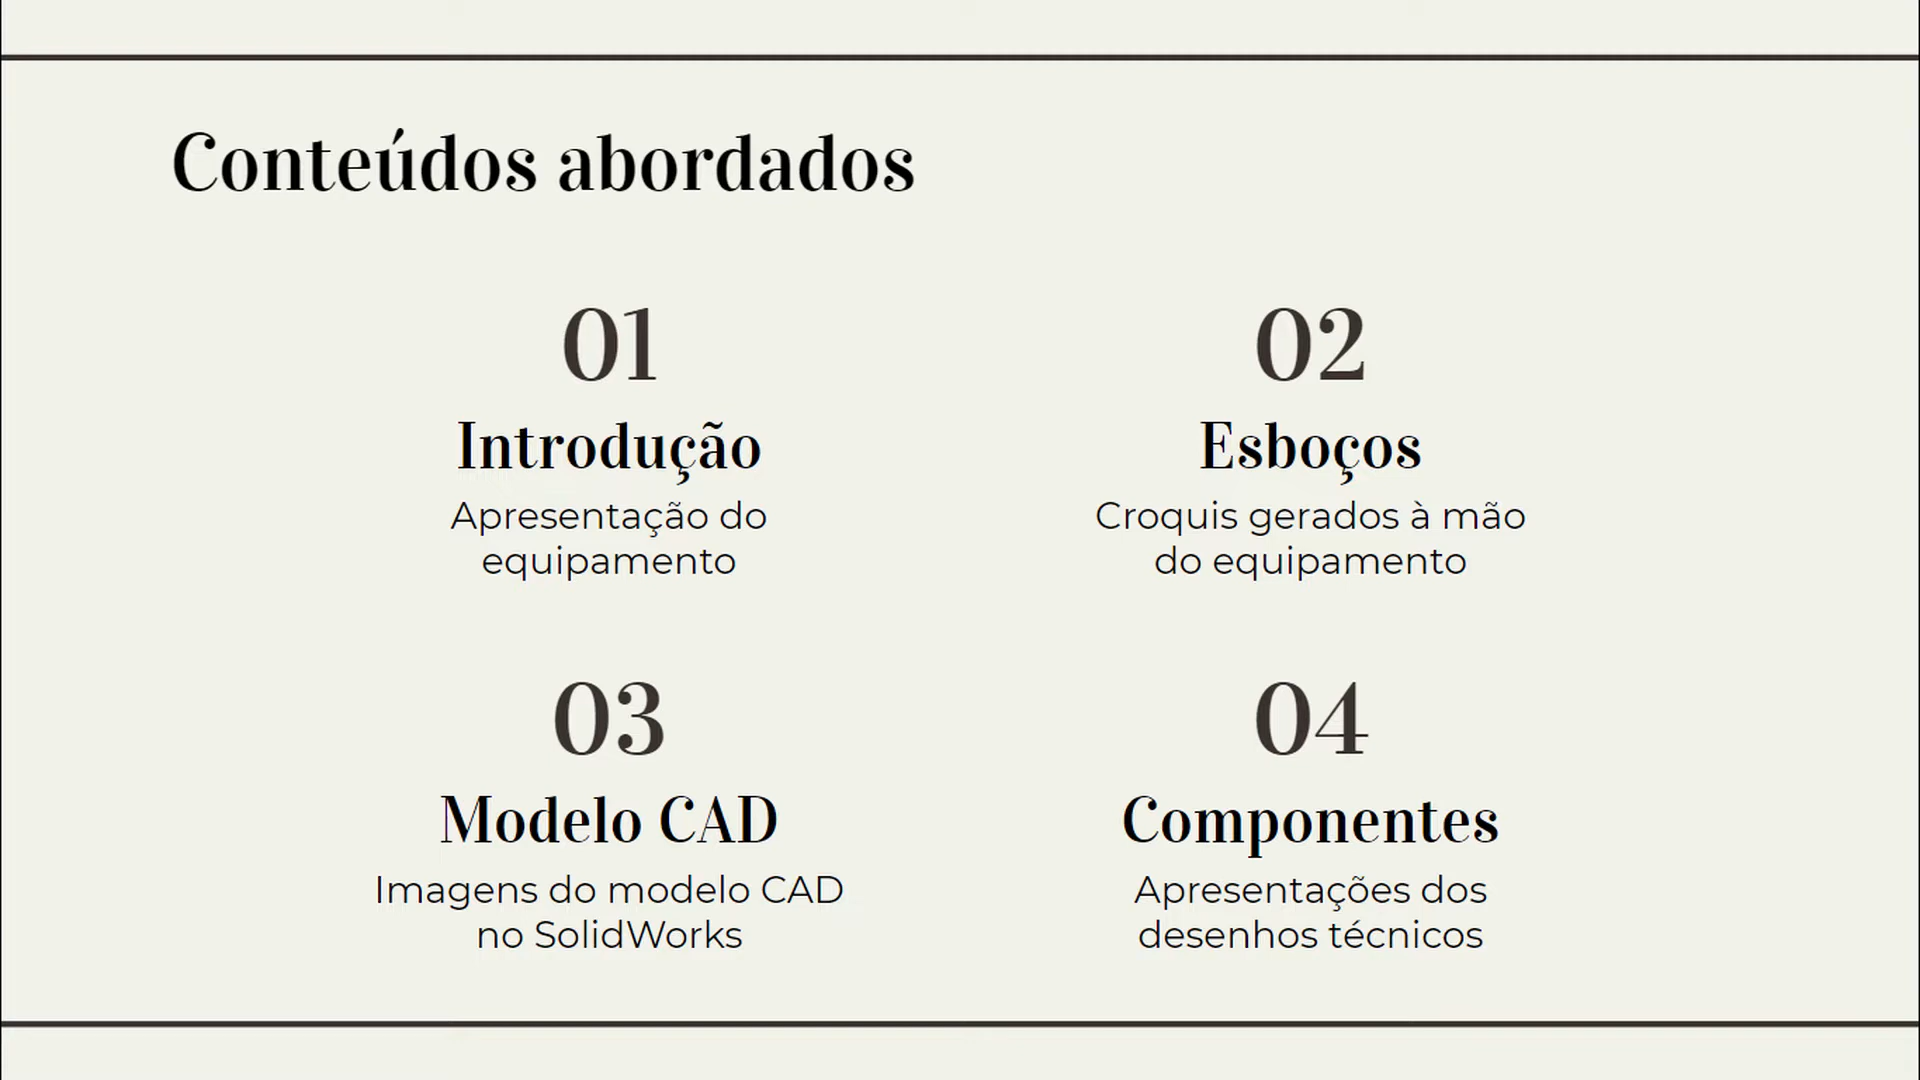 Conteúdos abordados
01
Introdução
Apresentação do
equipamento
02
Esboços
Croquis gerados à mão
do equipamento
03
Modelo CAD
Imagens do modelo CAD
no SolidWorks
04
Componentes
Apresentações dos
desenhos técnicos